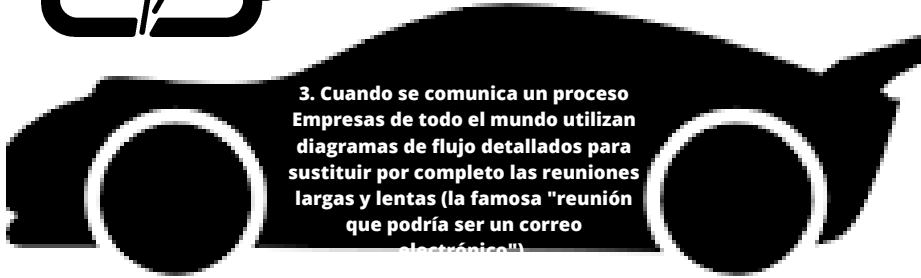 3. Cuando se comunica un proceso
Empresas de todo el mundo utilizan
diagramas de flujo detallados para
sustituir por completo las reuniones
largas y lentas (la famosa "reunión
que podría ser un correo
electrónico")